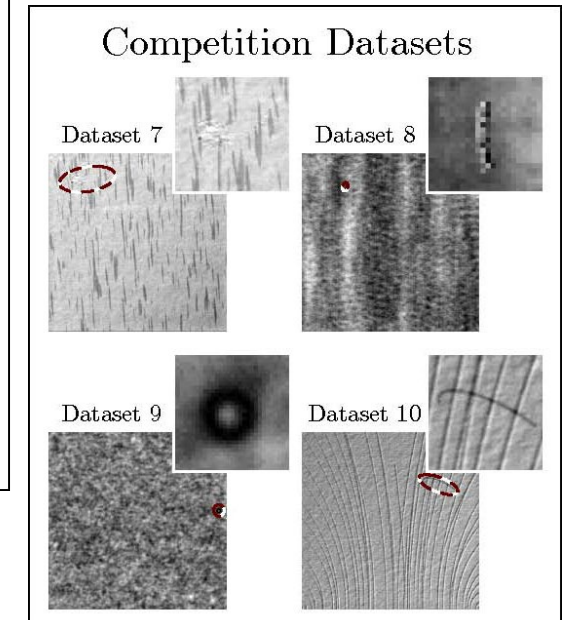 Competition Datasets
Dataset 7
Dataset 8
Dataset 9
Dataset 10